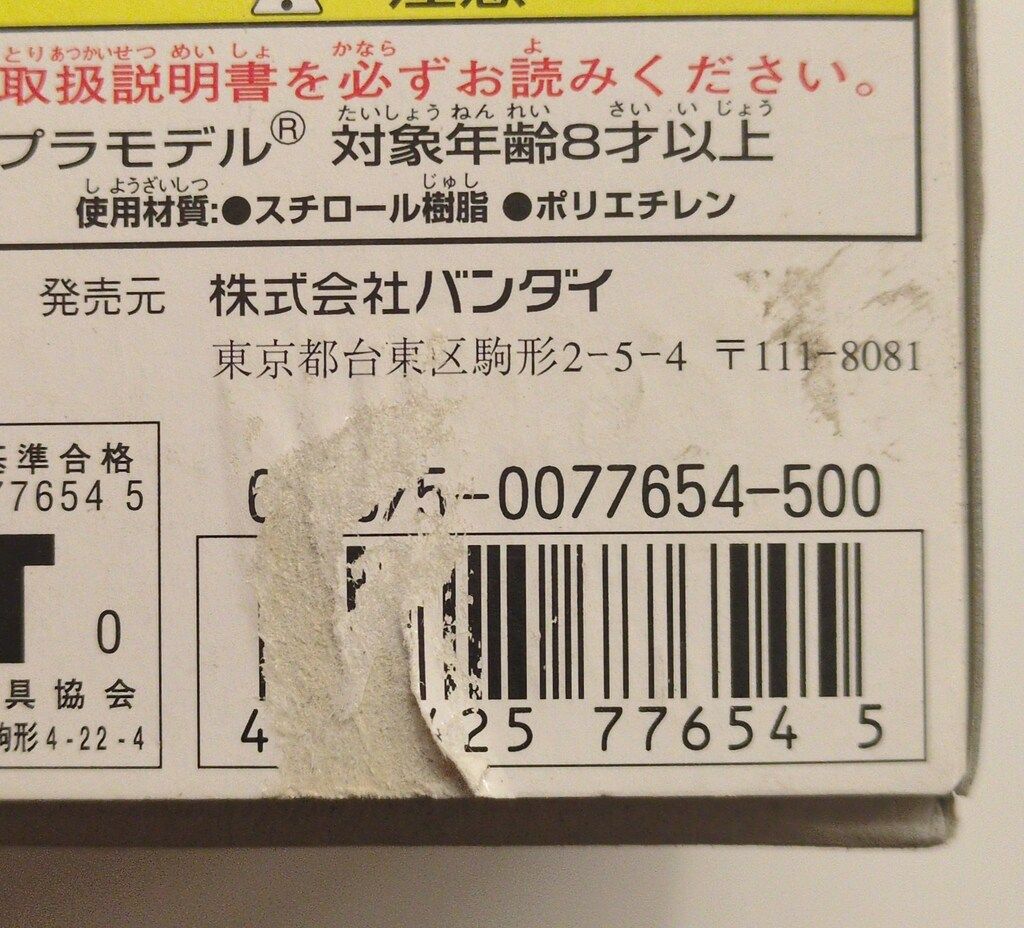 注意
とりあつかいせつ めい しょ かなら よ
取扱説明書を必ずお読みください。
たいしょう ねん れい さい い じょう
プラモデル® 対象年齢8才以上
し ようざいしつ じゅし
使用材質:●スチロール樹脂 ●ポリエチレン
発売元 株式会社バンダイ
東京都台東区駒形2-5-4 〒111-8081
準合格
77654 5
T
0
具協会
駒形4-22-4
5-0077654-500
4 25 77654 5